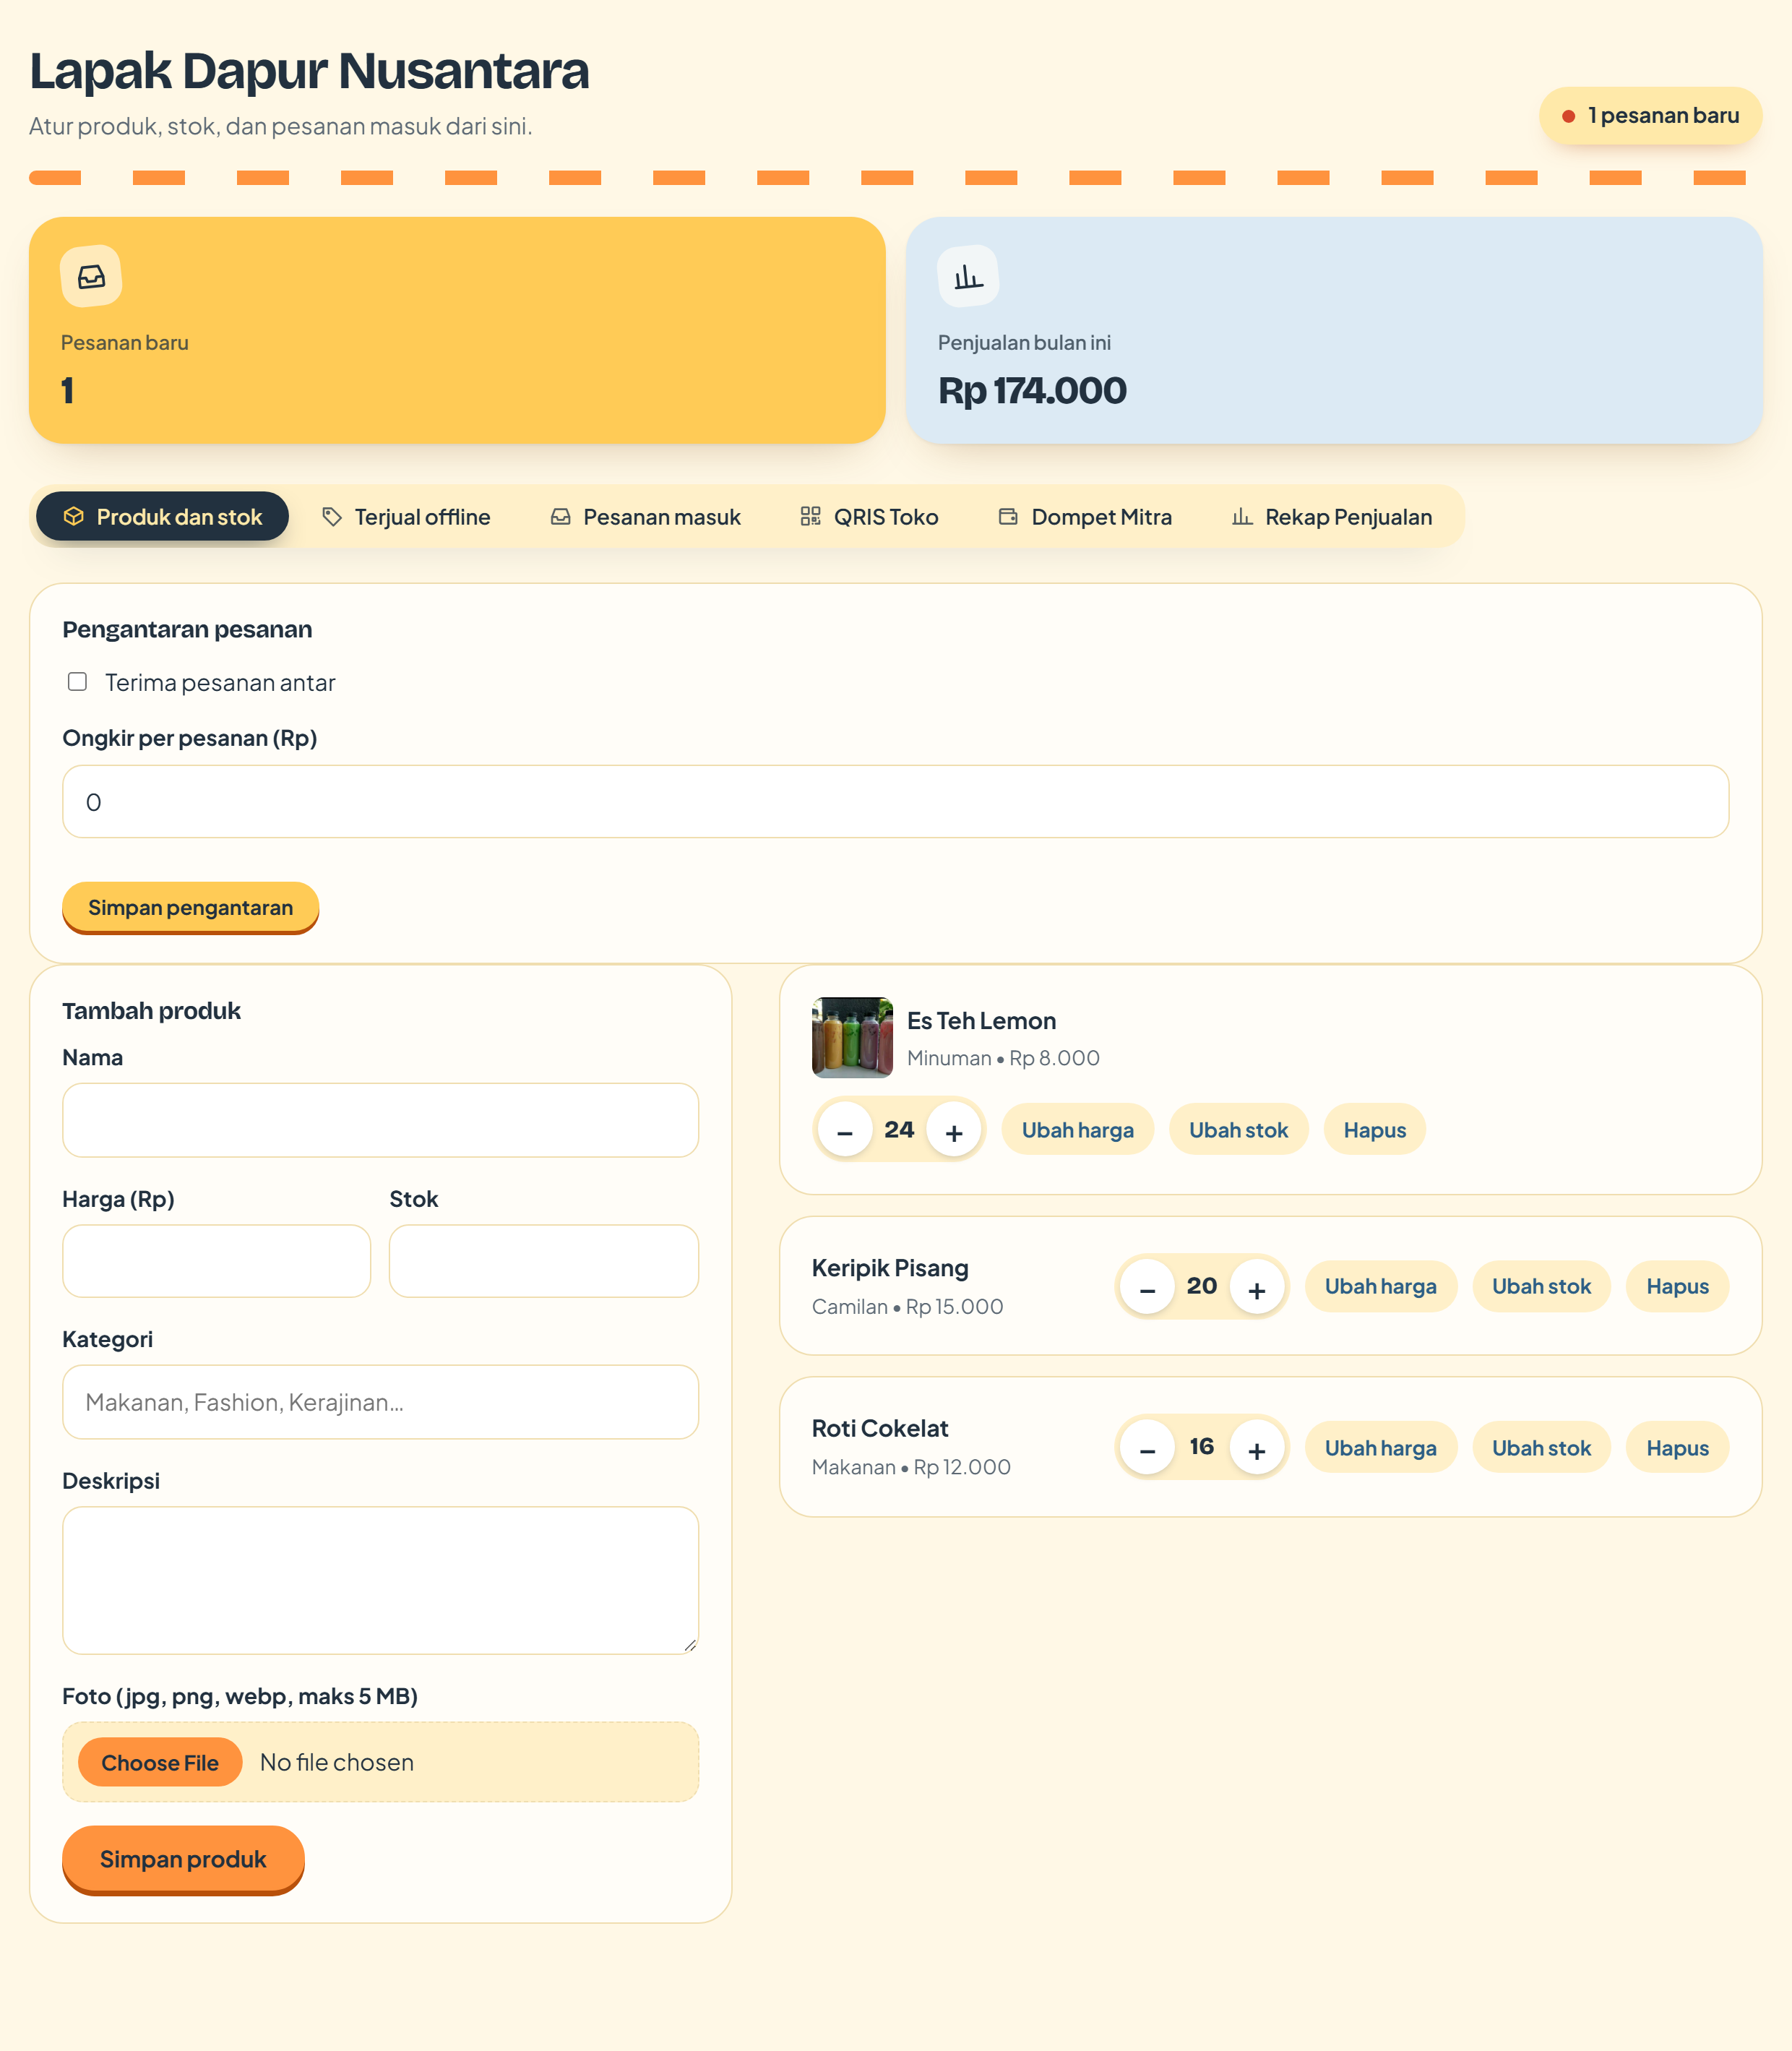 Lapak Dapur Nusantara
Atur produk, stok, dan pesanan masuk dari sini.
1 pesanan baru
Pesanan baru
1
Penjualan bulan ini
Rp 174.000
Produk dan stok
Terjual offline
Pesanan masuk
QRIS Toko
Dompet Mitra
Rekap Penjualan
Pengantaran pesanan
Terima pesanan antar
Ongkir per pesanan (Rp)
0
Simpan pengantaran
Tambah produk
Nama
Harga (Rp)
Stok
Kategori
Makanan, Fashion, Kerajinan...
Deskripsi
Foto (jpg, png, webp, maks 5 MB)
Choose File No file chosen
Simpan produk
Es Teh Lemon
Minuman • Rp 8.000
− 24 + Ubah harga Ubah stok Hapus
Keripik Pisang
Camilan • Rp 15.000
− 20 + Ubah harga Ubah stok Hapus
Roti Cokelat
Makanan • Rp 12.000
− 16 + Ubah harga Ubah stok Hapus